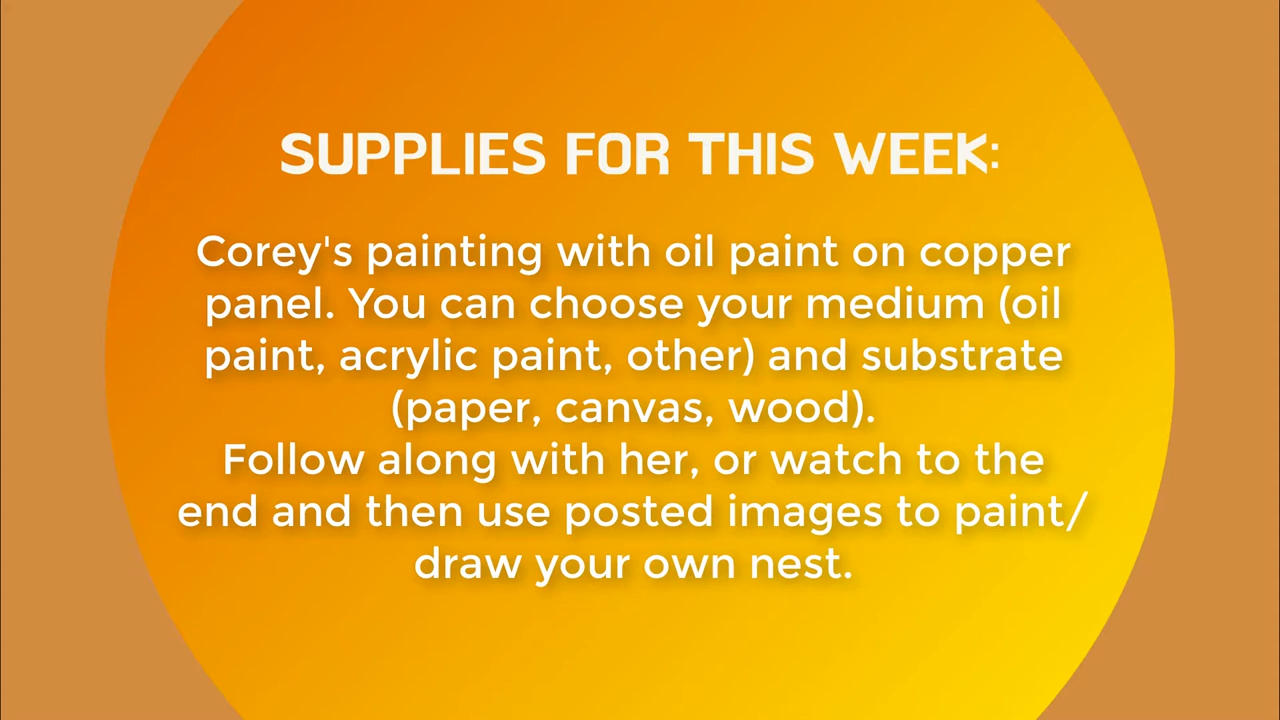 SUPPLIES FOR THIS WEEK:
Corey's painting with oil paint on copper
panel. You can choose your medium (oil
paint, acrylic paint, other) and substrate
(paper, canvas, wood).
Follow along with her, or watch to the
end and then use posted images to paint/
draw your own nest.